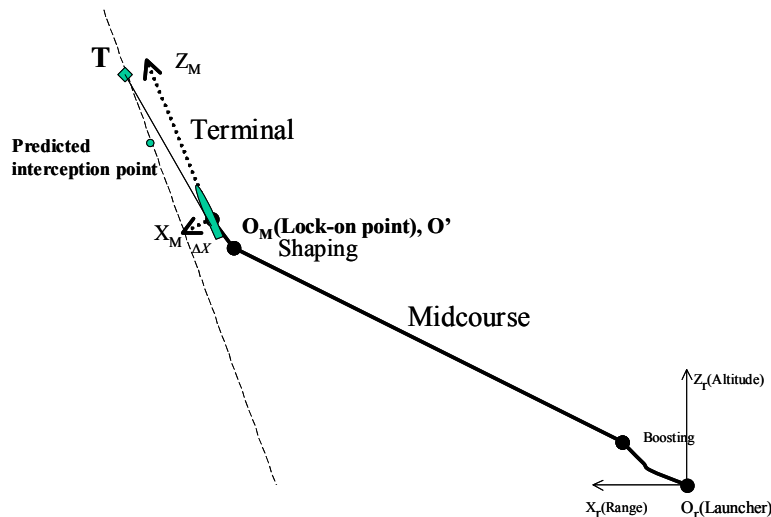 T
Z_M
Terminal
Predicted
interception point
X_M
ΔX
O_M(Lock-on point), O’
Shaping
Midcourse
Z_r(Altitude)
Boosting
X_r(Range)
O_r(Launcher)